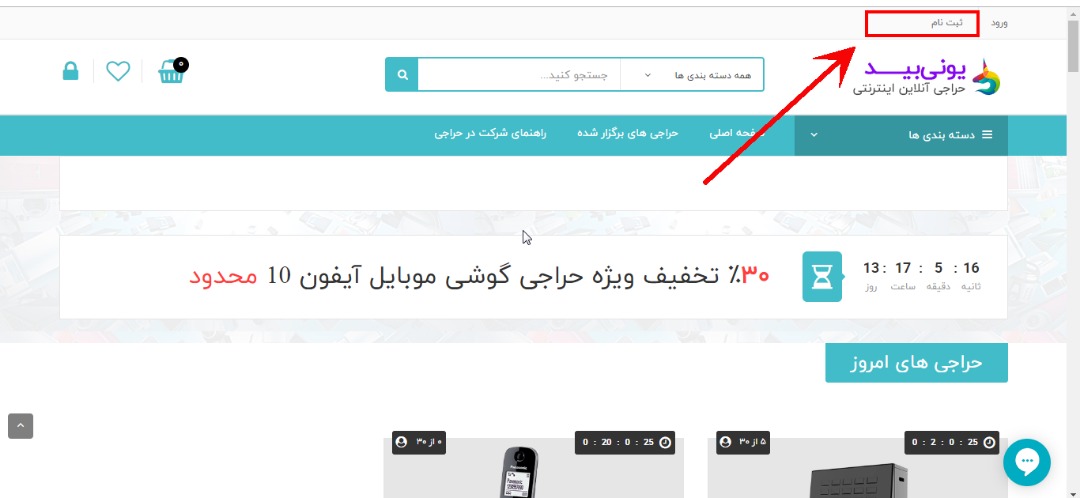 ورود ثبت نام
یونی‌بیــد
حراجی آنلاین اینترنتی
همه دسته بندی ها جستجو کنید...
۰
دسته بندی ها
صفحه اصلی حراجی های برگزار شده راهنمای شرکت در حراجی
13 : 17 : 5 : 16
روز ساعت دقیقه ثانیه
۳۰٪ تخفیف ویژه حراجی گوشی موبایل آیفون 10 محدود
حراجی های امروز
0 : 2 : 0 : 25
۵ از ۳۰
0 : 20 : 0 : 25
۰ از ۳۰
Panasonic